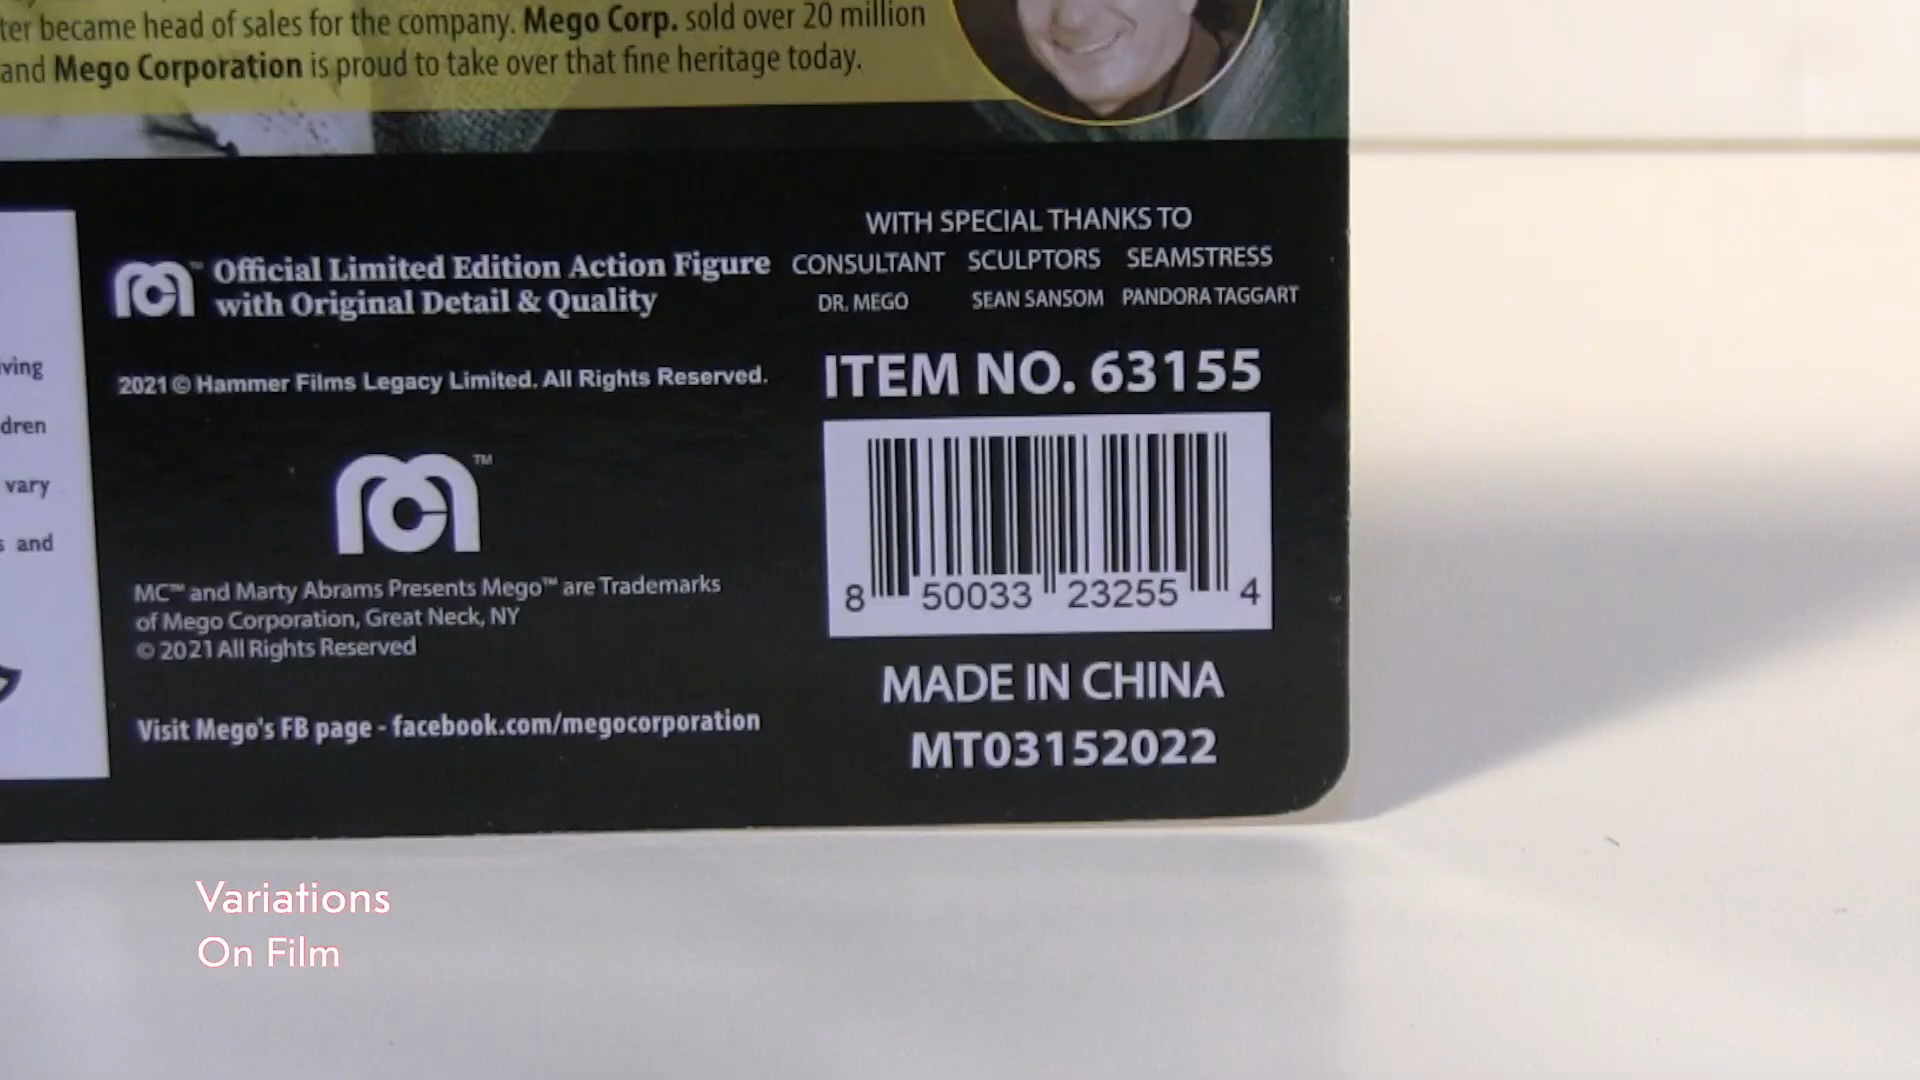 ter became head of sales for the company. Mego Corp. sold over 20 million
and Mego Corporation is proud to take over that fine heritage today.
ving
dren
vary
s and
Official Limited Edition Action Figure
with Original Detail & Quality
2021 © Hammer Films Legacy Limited. All Rights Reserved.
TM
MC™ and Marty Abrams Presents Mego™ are Trademarks
of Mego Corporation, Great Neck, NY
© 2021 All Rights Reserved
Visit Mego's FB page - facebook.com/megocorporation
WITH SPECIAL THANKS TO
CONSULTANT SCULPTORS SEAMSTRESS
DR. MEGO SEAN SANSOM PANDORA TAGGART
ITEM NO. 63155
8 50033 23255 4
MADE IN CHINA
MT03152022
Variations
On Film